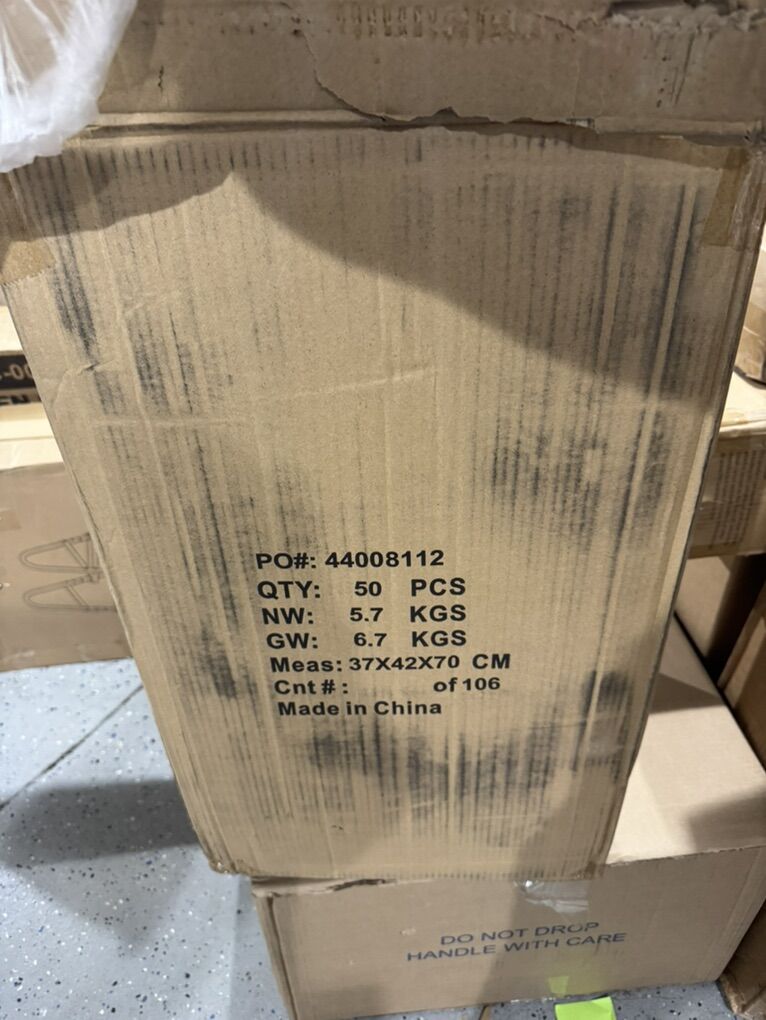 PO#: 44008112
QTY: 50 PCS
NW: 5.7 KGS
GW: 6.7 KGS
Meas: 37X42X70 CM
Cnt #: of 106
Made in China
DO NOT DROP
HANDLE WITH CARE